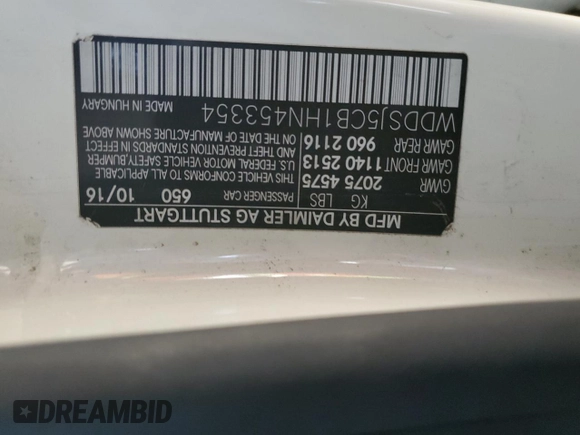 MFD BY DAIMLER AG STUTTGART
PASSENGER CAR 650 10/16
KG LBS
GVWR 2075 4575
GAWR FRONT 1140 2513
GAWR REAR 960 2116
THIS VEHICLE CONFORMS TO ALL APPLICABLE
U.S. FEDERAL MOTOR VEHICLE SAFETY,BUMPER
AND THEFT PREVENTION STANDARDS IN EFFECT
ON THE DATE OF MANUFACTURE SHOWN ABOVE
WDDSJ5CB1HN453354
MADE IN HUNGARY
DREAMBID